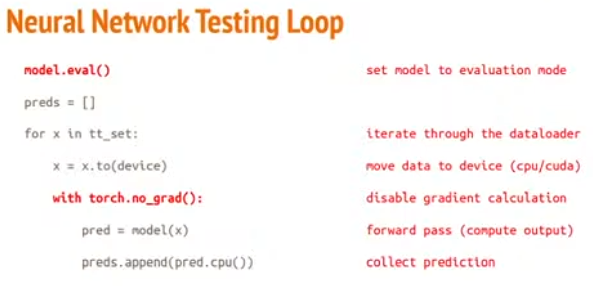 Neural Network Testing Loop
model.eval() set model to evaluation mode
preds = []
for x in tt_set: iterate through the dataloader
x = x.to(device) move data to device (cpu/cuda)
with torch.no_grad(): disable gradient calculation
pred = model(x) forward pass (compute output)
preds.append(pred.cpu()) collect prediction